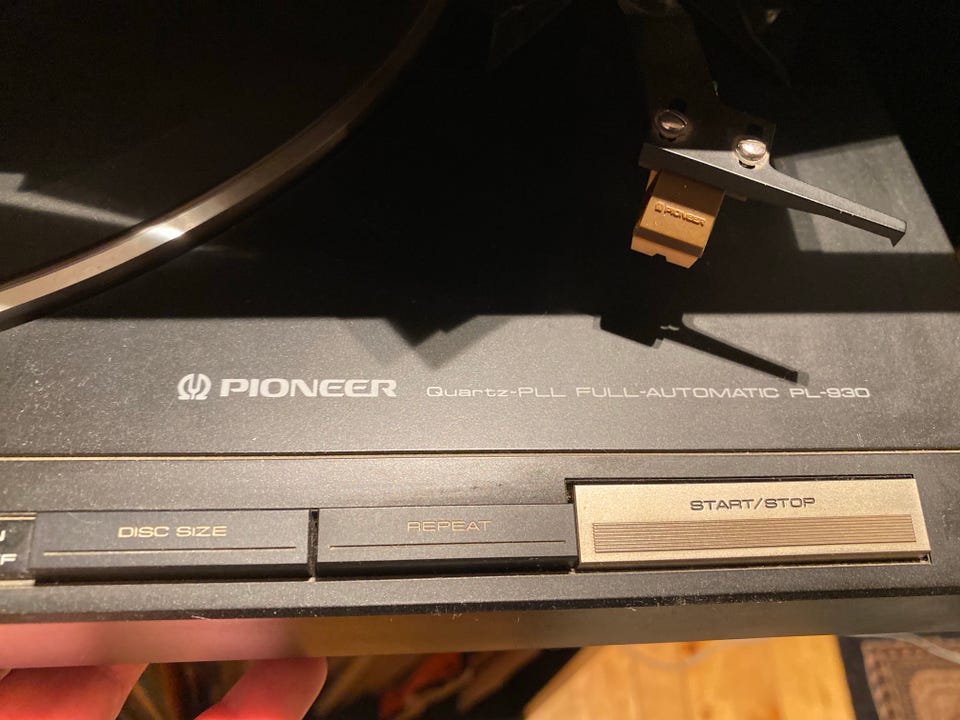 PIONEER
PIONEER Quartz-PLL FULL-AUTOMATIC PL-930
START/STOP
DISC SIZE REPEAT